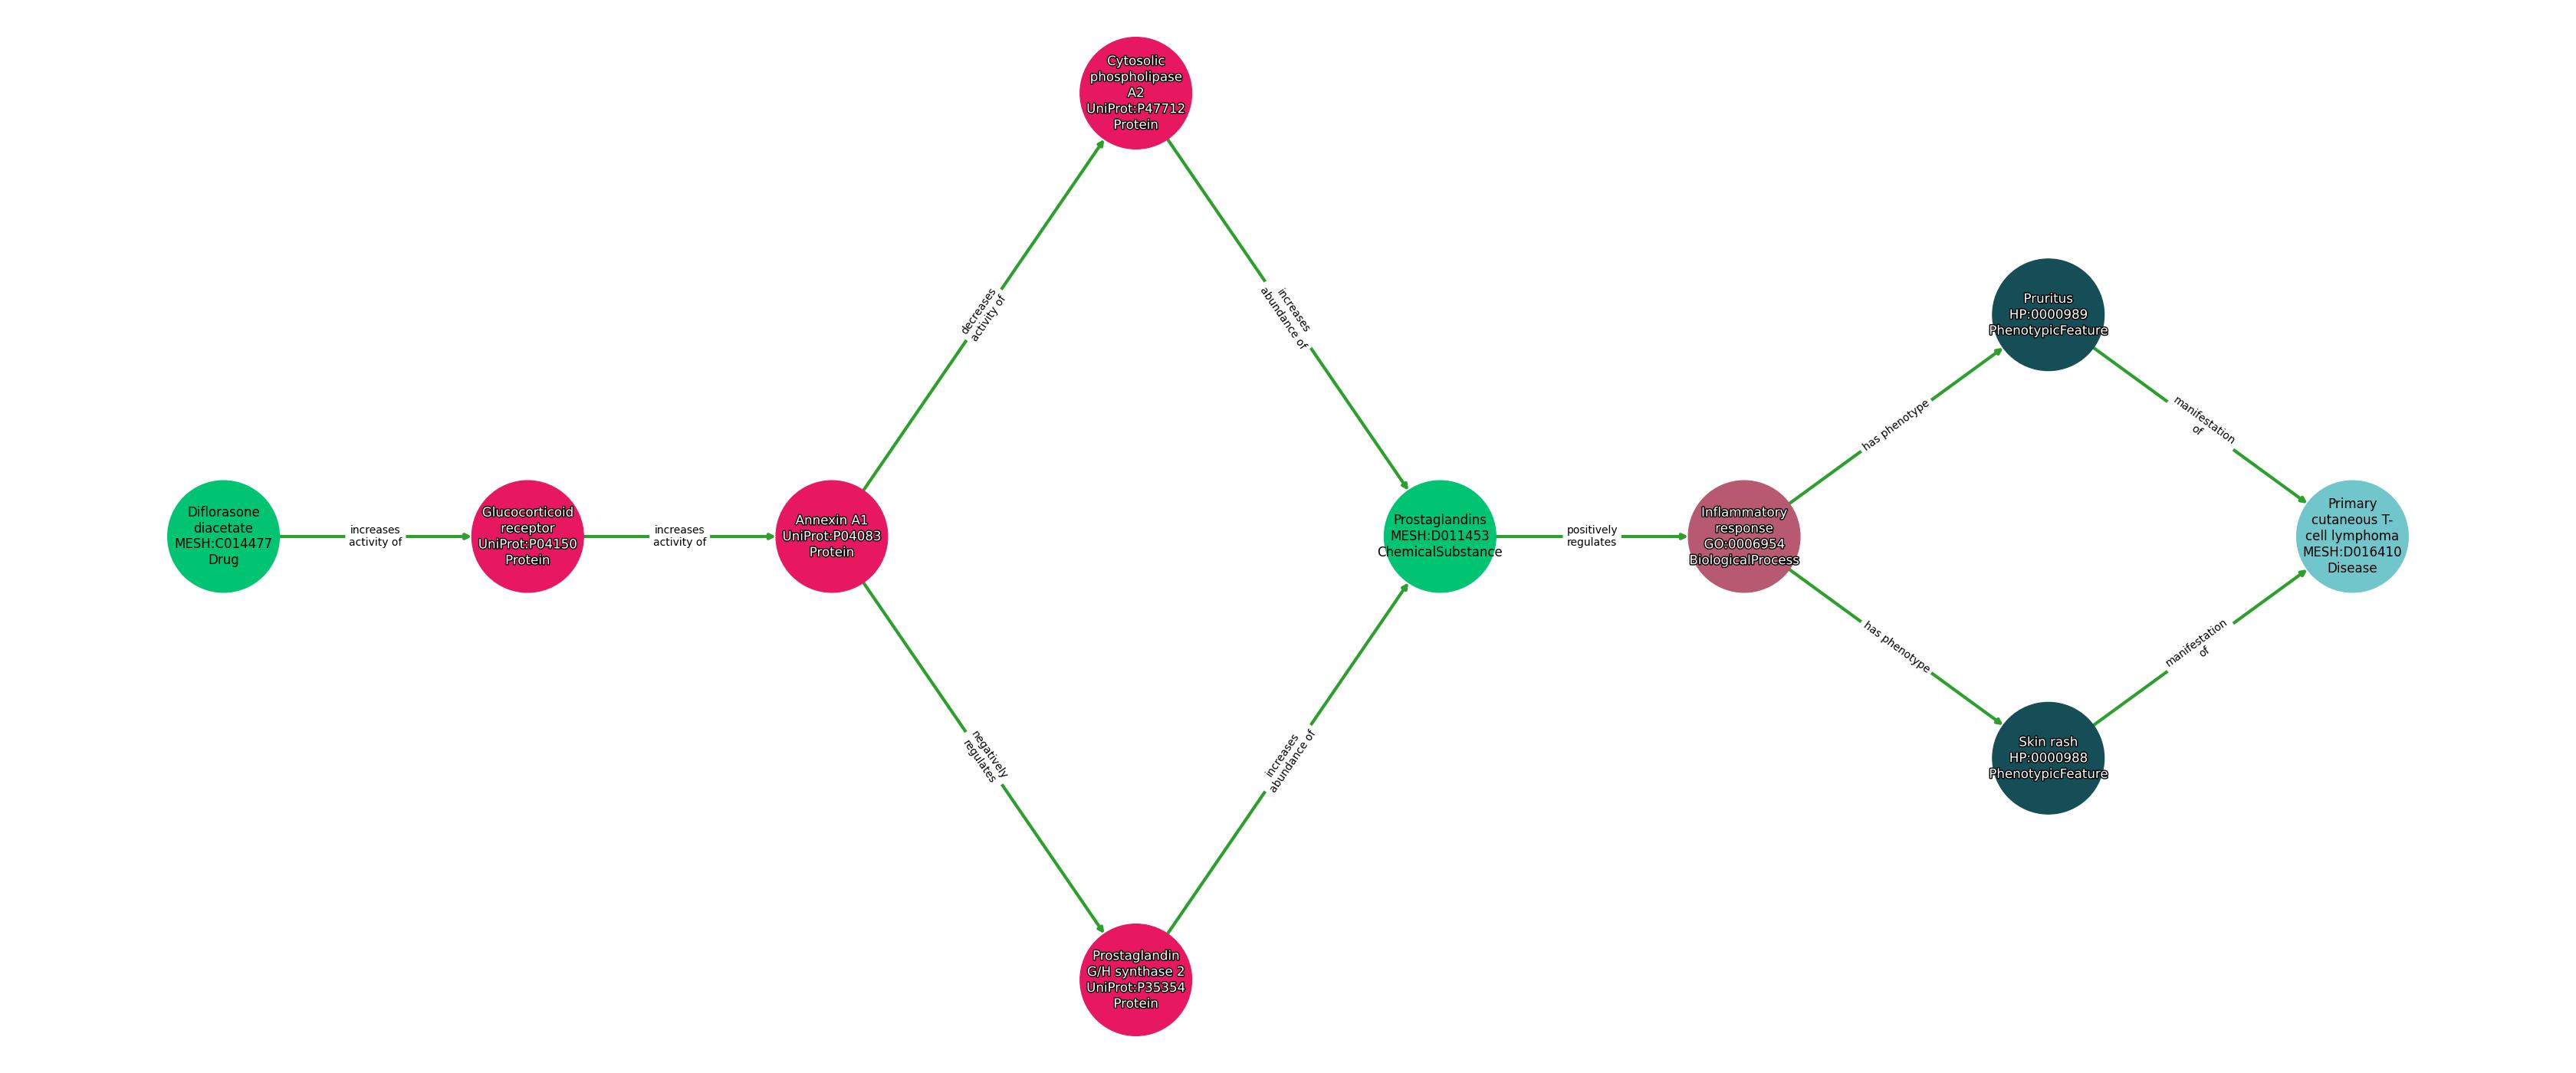 Cytosolic
phospholipase
A2
UniProt:P47712
Protein
decreases
activity of
increases
abundance of
Pruritus
HP:0000989
PhenotypicFeature
has phenotype
manifestation
of
Diflorasone
diacetate
MESH:C014477
Drug
increases
activity of
Glucocorticoid
receptor
UniProt:P04150
Protein
increases
activity of
Annexin A1
UniProt:P04083
Protein
Prostaglandins
MESH:D011453
ChemicalSubstance
positively
regulates
Inflammatory
response
GO:0006954
BiologicalProcess
Primary
cutaneous T-
cell lymphoma
MESH:D016410
Disease
has phenotype
manifestation
of
negatively
regulates
increases
abundance of
Skin rash
HP:0000988
PhenotypicFeature
Prostaglandin
G/H synthase 2
UniProt:P35354
Protein